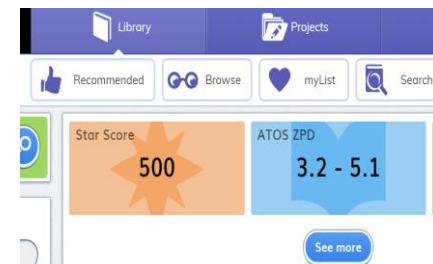 Library Projects
Recommended Browse myList Search
Star Score ATOS ZPD
500 3.2 - 5.1
See more